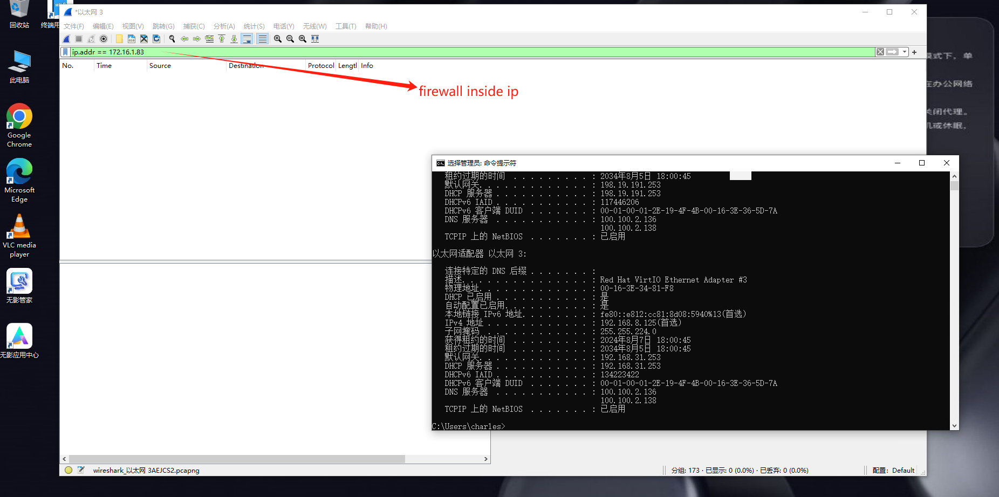 回收站
终端用
此电脑
Google
Chrome
Microsoft
Edge
VLC media
player
无影管家
无影应用中心
*以太网 3
文件(F) 编辑(E) 视图(V) 跳转(G) 捕获(C) 分析(A) 统计(S) 电话(Y) 无线(W) 工具(T) 帮助(H)
ip.addr == 172.16.1.83
No. Time Source Destination Protocol Lengtl Info
firewall inside ip
模式下，单
在办公网络
关闭代理。
机或休眠，
选择管理员: 命令提示符
租约过期的时间 . . . . . . . . . : 2034年8月5日 18:00:45
默认网关. . . . . . . . . . . . . : 198.19.191.253
DHCP 服务器 . . . . . . . . . . . : 198.19.191.253
DHCPv6 IAID . . . . . . . . . . . : 117446206
DHCPv6 客户端 DUID . . . . . . . : 00-01-00-01-2E-19-4F-4B-00-16-3E-36-5D-7A
DNS 服务器 . . . . . . . . . . . : 100.100.2.136
100.100.2.138
TCPIP 上的 NetBIOS . . . . . . . : 已启用
以太网适配器 以太网 3:
连接特定的 DNS 后缀 . . . . . . . :
描述. . . . . . . . . . . . . . . : Red Hat VirtIO Ethernet Adapter #3
物理地址. . . . . . . . . . . . . : 00-16-3E-34-81-F8
DHCP 已启用 . . . . . . . . . . . : 是
自动配置已启用. . . . . . . . . . : 是
本地链接 IPv6 地址. . . . . . . . : fe80::e812:cc81:8d08:5940%13(首选)
IPv4 地址 . . . . . . . . . . . . : 192.168.8.125(首选)
子网掩码 . . . . . . . . . . . . : 255.255.224.0
获得租约的时间 . . . . . . . . . : 2024年8月7日 18:00:45
租约过期的时间 . . . . . . . . . : 2034年8月5日 18:00:45
默认网关. . . . . . . . . . . . . : 192.168.31.253
DHCP 服务器 . . . . . . . . . . . : 192.168.31.253
DHCPv6 IAID . . . . . . . . . . . : 134223422
DHCPv6 客户端 DUID . . . . . . . : 00-01-00-01-2E-19-4F-4B-00-16-3E-36-5D-7A
DNS 服务器 . . . . . . . . . . . : 100.100.2.136
100.100.2.138
TCPIP 上的 NetBIOS . . . . . . . : 已启用
C:\Users\charles>
wireshark_以太网 3AEJCS2.pcapng
分组: 173 · 已显示: 0 (0.0%) · 已丢弃: 0 (0.0%)
配置: Default